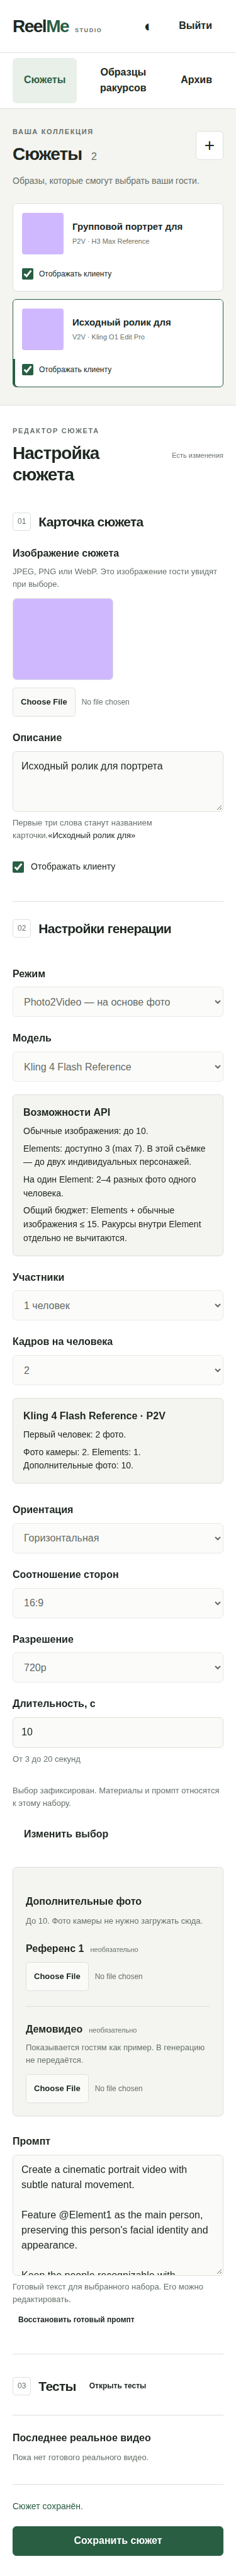 ReelMe STUDIO
Выйти
Сюжеты
Образцы
ракурсов
Архив
ВАША КОЛЛЕКЦИЯ
Сюжеты 2
+
Образы, которые смогут выбрать ваши гости.
Групповой портрет для
P2V · H3 Max Reference
Отображать клиенту
Исходный ролик для
V2V · Kling O1 Edit Pro
Отображать клиенту
РЕДАКТОР СЮЖЕТА
Настройка
сюжета
Есть изменения
01 Карточка сюжета
Изображение сюжета
JPEG, PNG или WebP. Это изображение гости увидят
при выборе.
Choose File No file chosen
Описание
Исходный ролик для портрета
Первые три слова станут названием
карточки.«Исходный ролик для»
Отображать клиенту
02 Настройки генерации
Режим
Photo2Video — на основе фото
Модель
Kling 4 Flash Reference
Возможности API
Обычные изображения: до 10.
Elements: доступно 3 (max 7). В этой съёмке
— до двух индивидуальных персонажей.
На один Element: 2–4 разных фото одного
человека.
Общий бюджет: Elements + обычные
изображения ≤ 15. Ракурсы внутри Element
отдельно не вычитаются.
Участники
1 человек
Кадров на человека
2
Kling 4 Flash Reference · P2V
Первый человек: 2 фото.
Фото камеры: 2. Elements: 1.
Дополнительные фото: 10.
Ориентация
Горизонтальная
Соотношение сторон
16:9
Разрешение
720p
Длительность, с
10
От 3 до 20 секунд
Выбор зафиксирован. Материалы и промпт относятся
к этому набору.
Изменить выбор
Дополнительные фото
До 10. Фото камеры не нужно загружать сюда.
Референс 1 необязательно
Choose File No file chosen
Демовидео необязательно
Показывается гостям как пример. В генерацию
не передаётся.
Choose File No file chosen
Промпт
Create a cinematic portrait video with
subtle natural movement.
Feature @Element1 as the main person,
preserving this person's facial identity and
appearance.
Keep the people recognizable with
Готовый текст для выбранного набора. Его можно
редактировать.
Восстановить готовый промпт
03 Тесты Открыть тесты
Последнее реальное видео
Пока нет готового реального видео.
Сюжет сохранён.
Сохранить сюжет